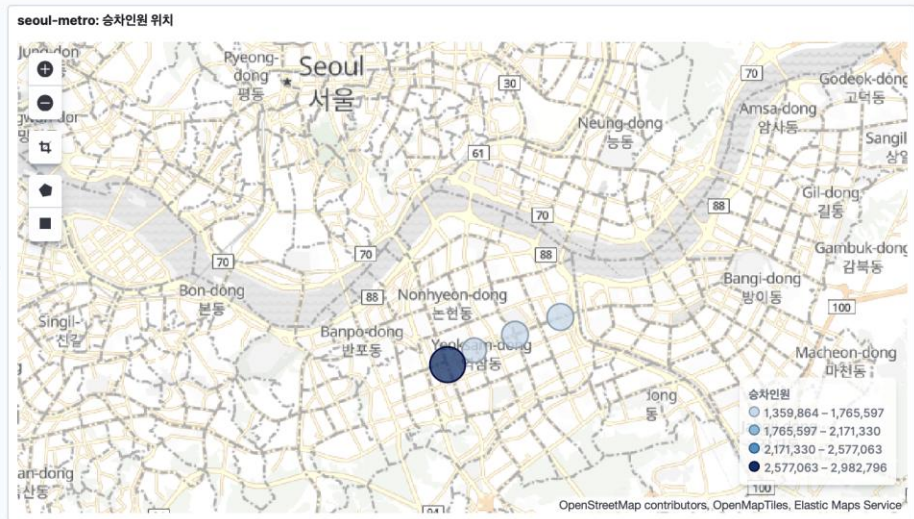 seoul-metro: 승차인원 위치
Pyeong-
dong
평동
Seoul
서울
30
70
Godeok-dong
고덕동
Amsa-dong
암사동
Neung-dong
능동
61
Gil-dong
길동
88
70
70
70
88
Gambuk-dong
감북동
Bangi-dong
방이동
Bon-dong
본동
88
Nonhyeon-dong
논현동
100
Singil-
신길
Banpo-dong
반포동
Yeoksam-dong
Macheon-dong
마천동
승차인원
1,359,864 – 1,765,597
1,765,597 – 2,171,330
2,171,330 – 2,577,063
2,577,063 – 2,982,796
100
OpenStreetMap contributors, OpenMapTiles, Elastic Maps Service